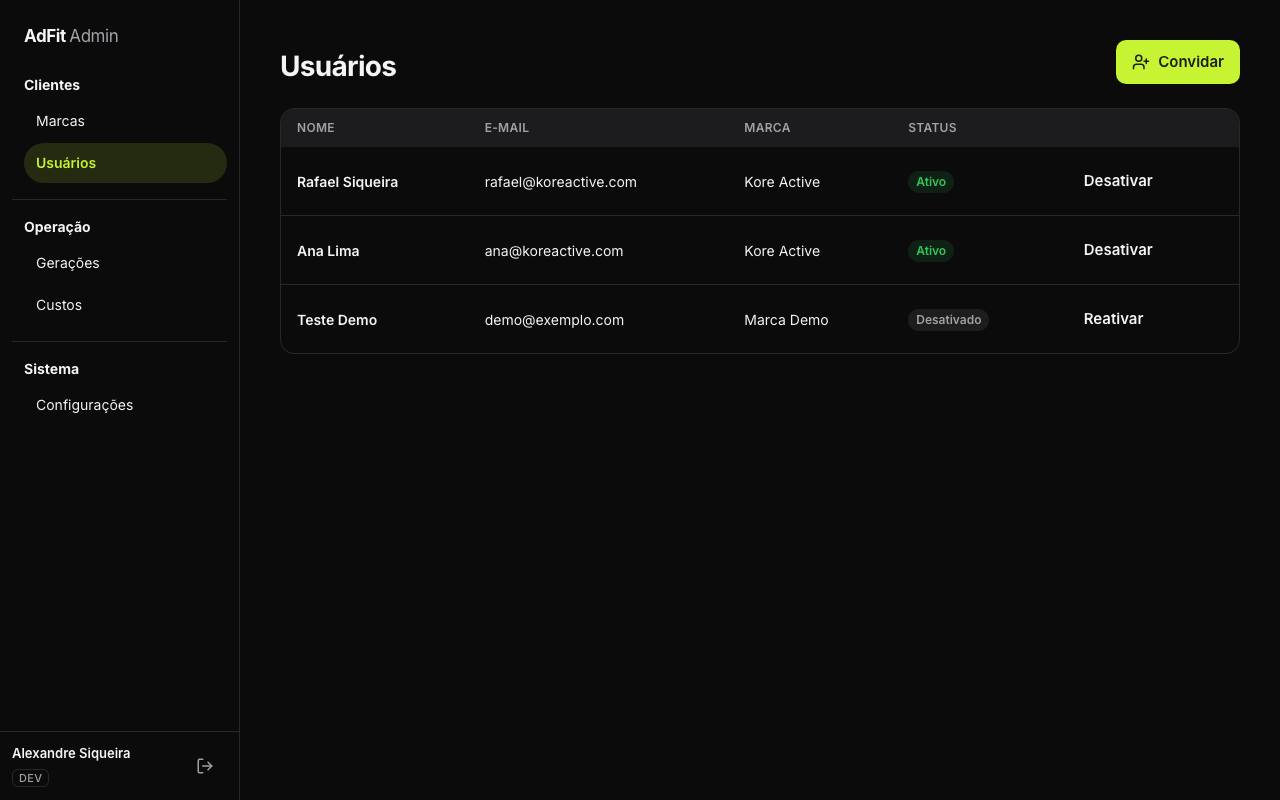 AdFit Admin
Clientes
Marcas
Usuários
Operação
Gerações
Custos
Sistema
Configurações
Alexandre Siqueira
DEV
Usuários
Convidar
NOME E-MAIL MARCA STATUS
Rafael Siqueira rafael@koreactive.com Kore Active Ativo Desativar
Ana Lima ana@koreactive.com Kore Active Ativo Desativar
Teste Demo demo@exemplo.com Marca Demo Desativado Reativar